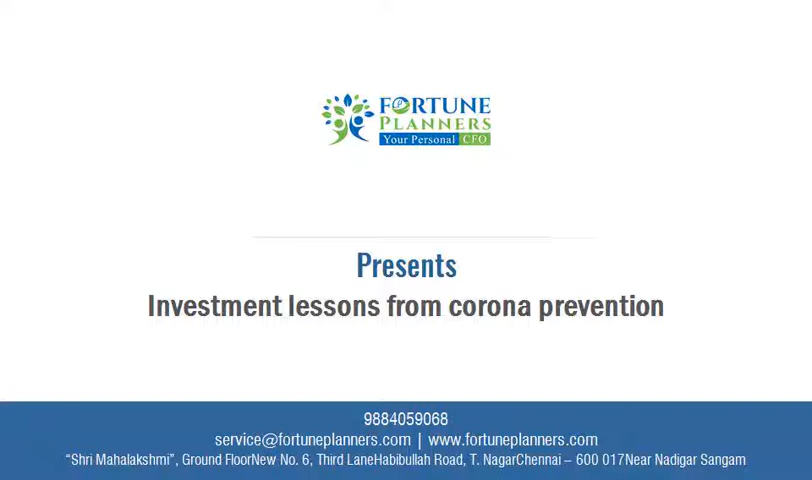 FORTUNE
PLANNERS
Your Personal CFO
Presents
Investment lessons from corona prevention
9884059068
service@fortuneplanners.com | www.fortuneplanners.com
“Shri Mahalakshmi”, Ground FloorNew No. 6, Third LaneHabibullah Road, T. NagarChennai – 600 017Near Nadigar Sangam